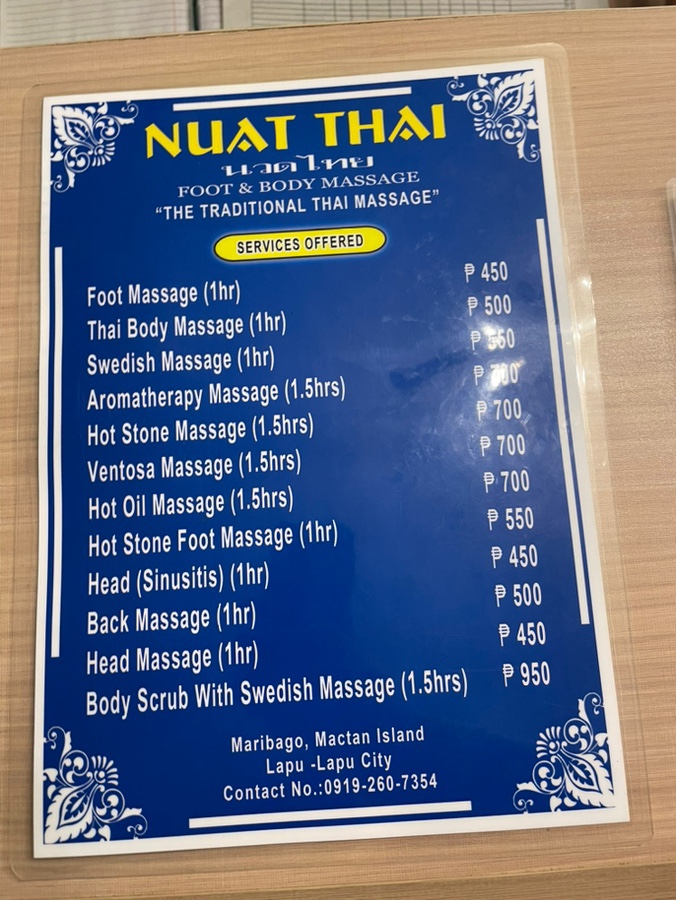 NUAT THAI
นวดไทย
FOOT & BODY MASSAGE
"THE TRADITIONAL THAI MASSAGE"
SERVICES OFFERED
Foot Massage (1hr) ₱ 450
Thai Body Massage (1hr) ₱ 500
Swedish Massage (1hr) ₱ 550
Aromatherapy Massage (1.5hrs) ₱ 700
Hot Stone Massage (1.5hrs) ₱ 700
Ventosa Massage (1.5hrs) ₱ 700
Hot Oil Massage (1.5hrs) ₱ 700
Hot Stone Foot Massage (1hr) ₱ 550
Head (Sinusitis) (1hr) ₱ 450
Back Massage (1hr) ₱ 500
Head Massage (1hr) ₱ 450
Body Scrub With Swedish Massage (1.5hrs) ₱ 950
Maribago, Mactan Island
Lapu -Lapu City
Contact No.:0919-260-7354